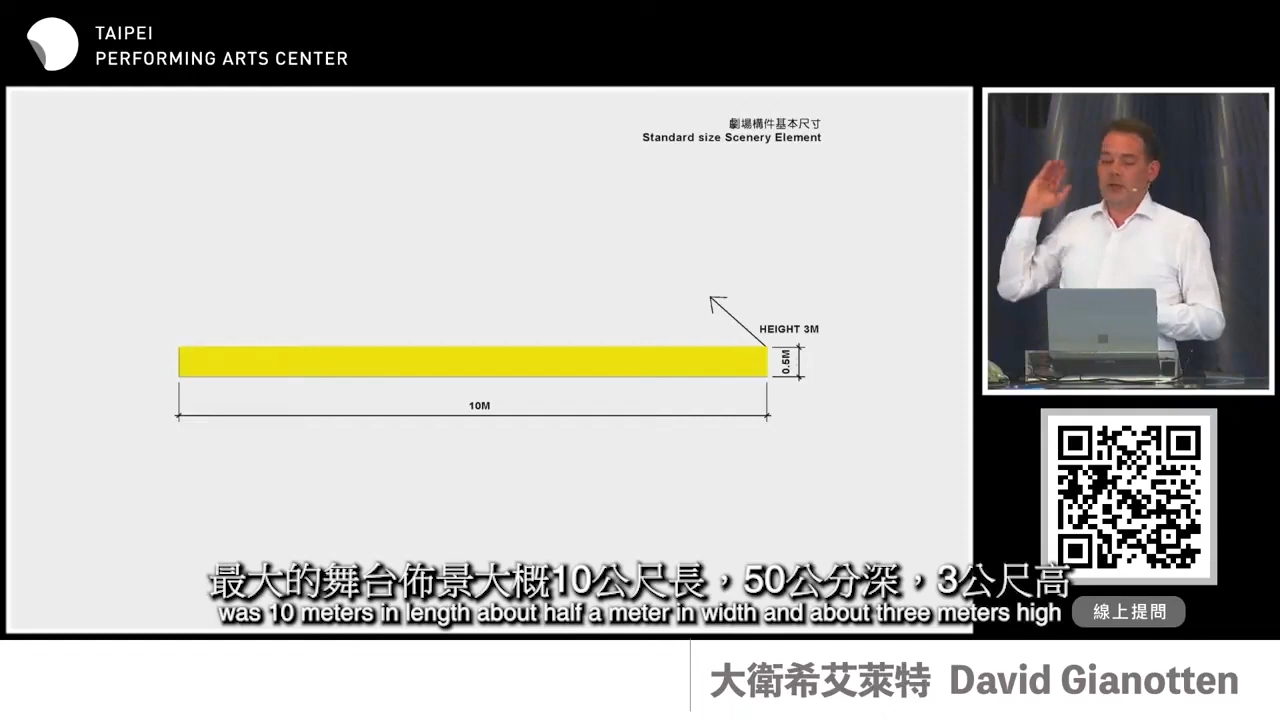 TAIPEI
PERFORMING ARTS CENTER
劇場構件基本尺寸
Standard size Scenery Element
HEIGHT 3M
0.5M
10M
最大的舞台佈景大概10公尺長，50公分深，3公尺高
was 10 meters in length about half a meter in width and about three meters high
線上提問
大衛希艾萊特 David Gianotten